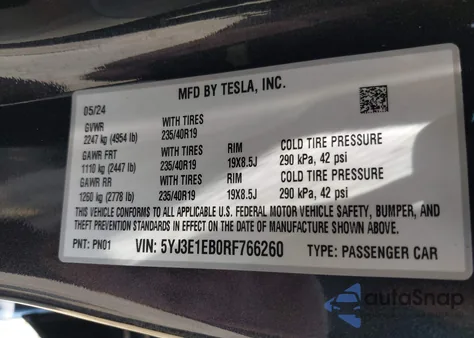 MFD BY TESLA, INC.
05/24
GVWR WITH TIRES
2247 kg (4954 lb) 235/40R19
GAWR FRT WITH TIRES RIM COLD TIRE PRESSURE
1110 kg (2447 lb) 235/40R19 19X8.5J 290 kPa, 42 psi
GAWR RR WITH TIRES RIM COLD TIRE PRESSURE
1260 kg (2778 lb) 235/40R19 19X8.5J 290 kPa, 42 psi
THIS VEHICLE CONFORMS TO ALL APPLICABLE U.S. FEDERAL MOTOR VEHICLE SAFETY, BUMPER, AND
THEFT PREVENTION STANDARDS IN EFFECT ON THE DATE OF MANUFACTURE SHOWN ABOVE.
PNT: PN01 VIN: 5YJ3E1EB0RF766260 TYPE: PASSENGER CAR
autoSnap